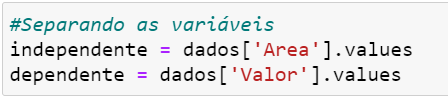 #Separando as variáveis
independente = dados['Area'].values
dependente = dados['Valor'].values